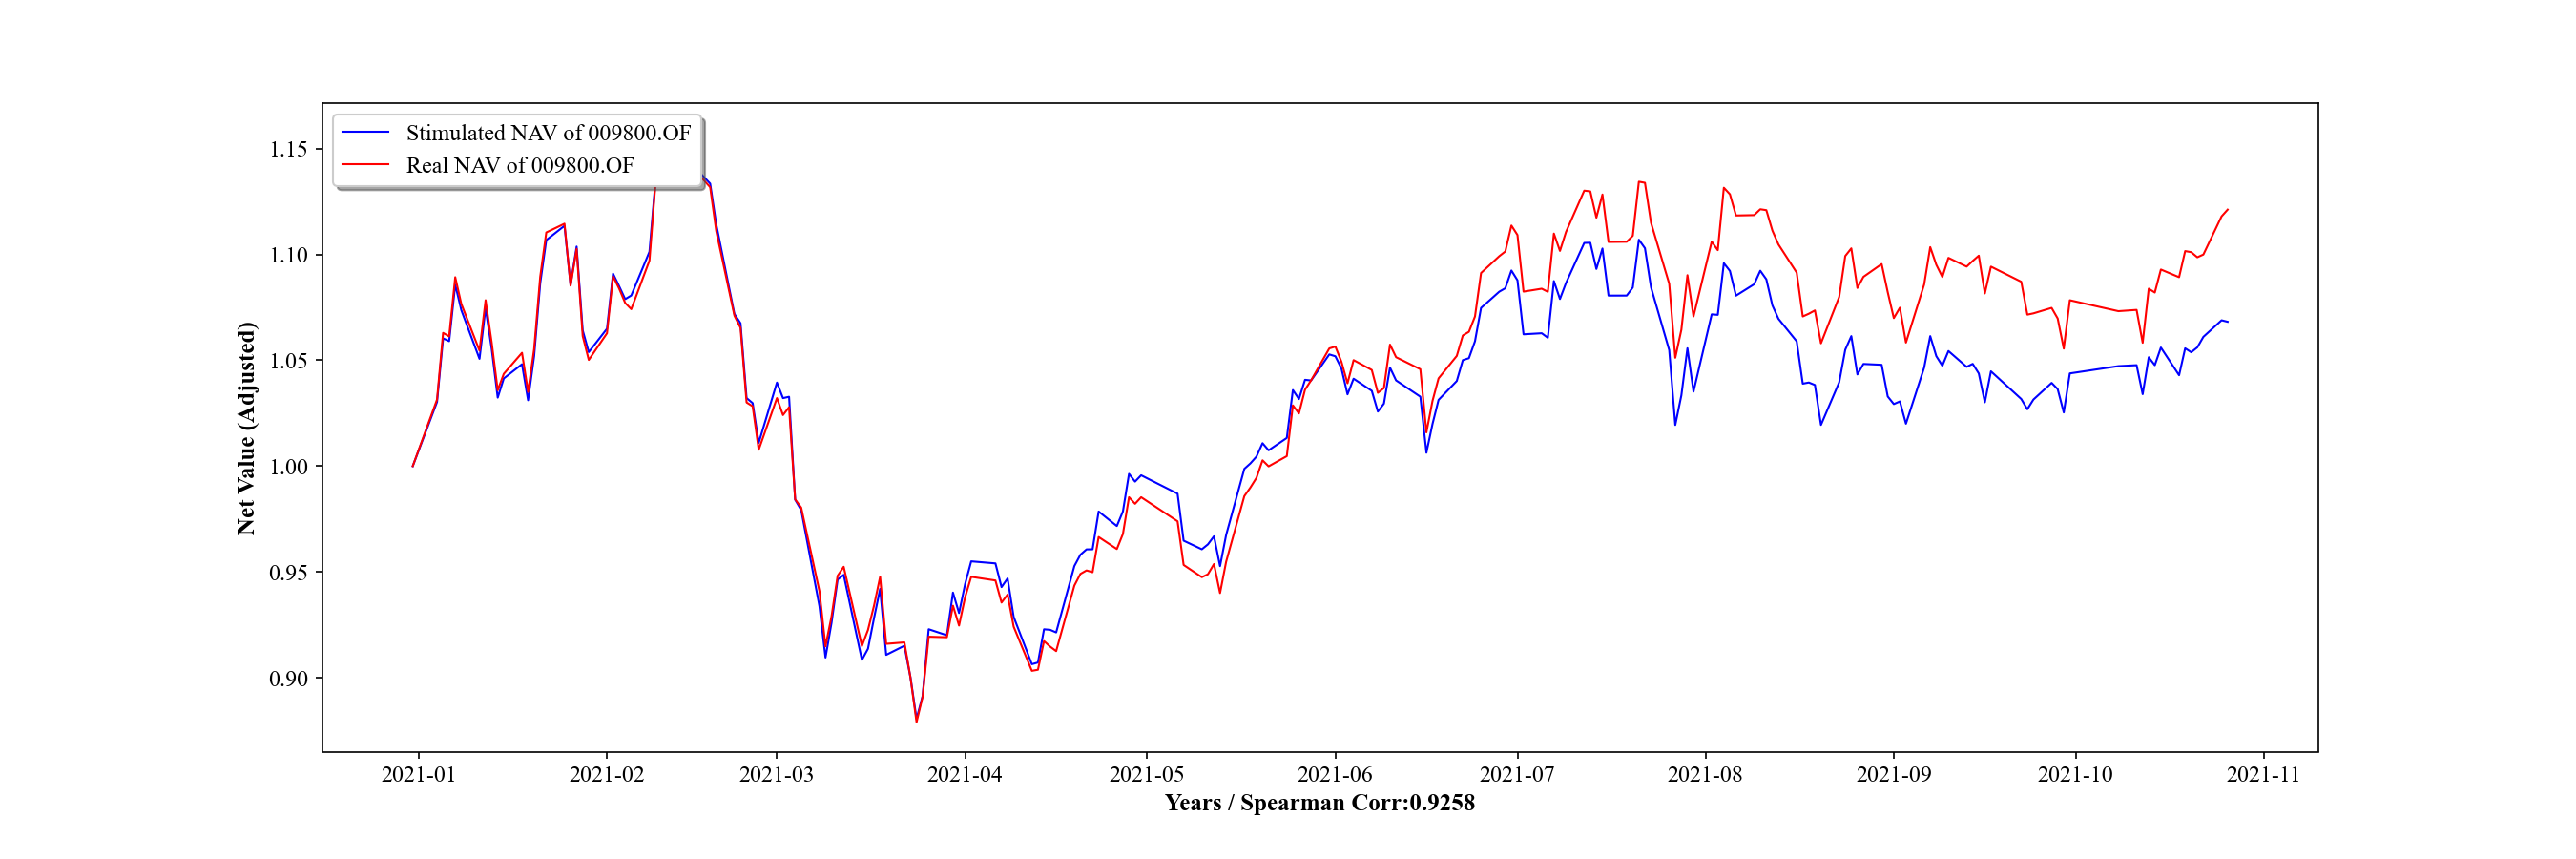 Stimulated NAV of 009800.OF
Real NAV of 009800.OF
1.15
1.10
1.05
1.00
0.95
0.90
Net Value (Adjusted)
2021-01 2021-02 2021-03 2021-04 2021-05 2021-06 2021-07 2021-08 2021-09 2021-10 2021-11
Years / Spearman Corr:0.9258